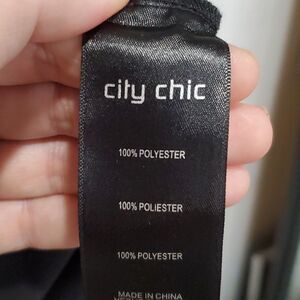 city chic
100% POLYESTER
100% POLIESTER
100% POLYESTER
MADE IN CHINA